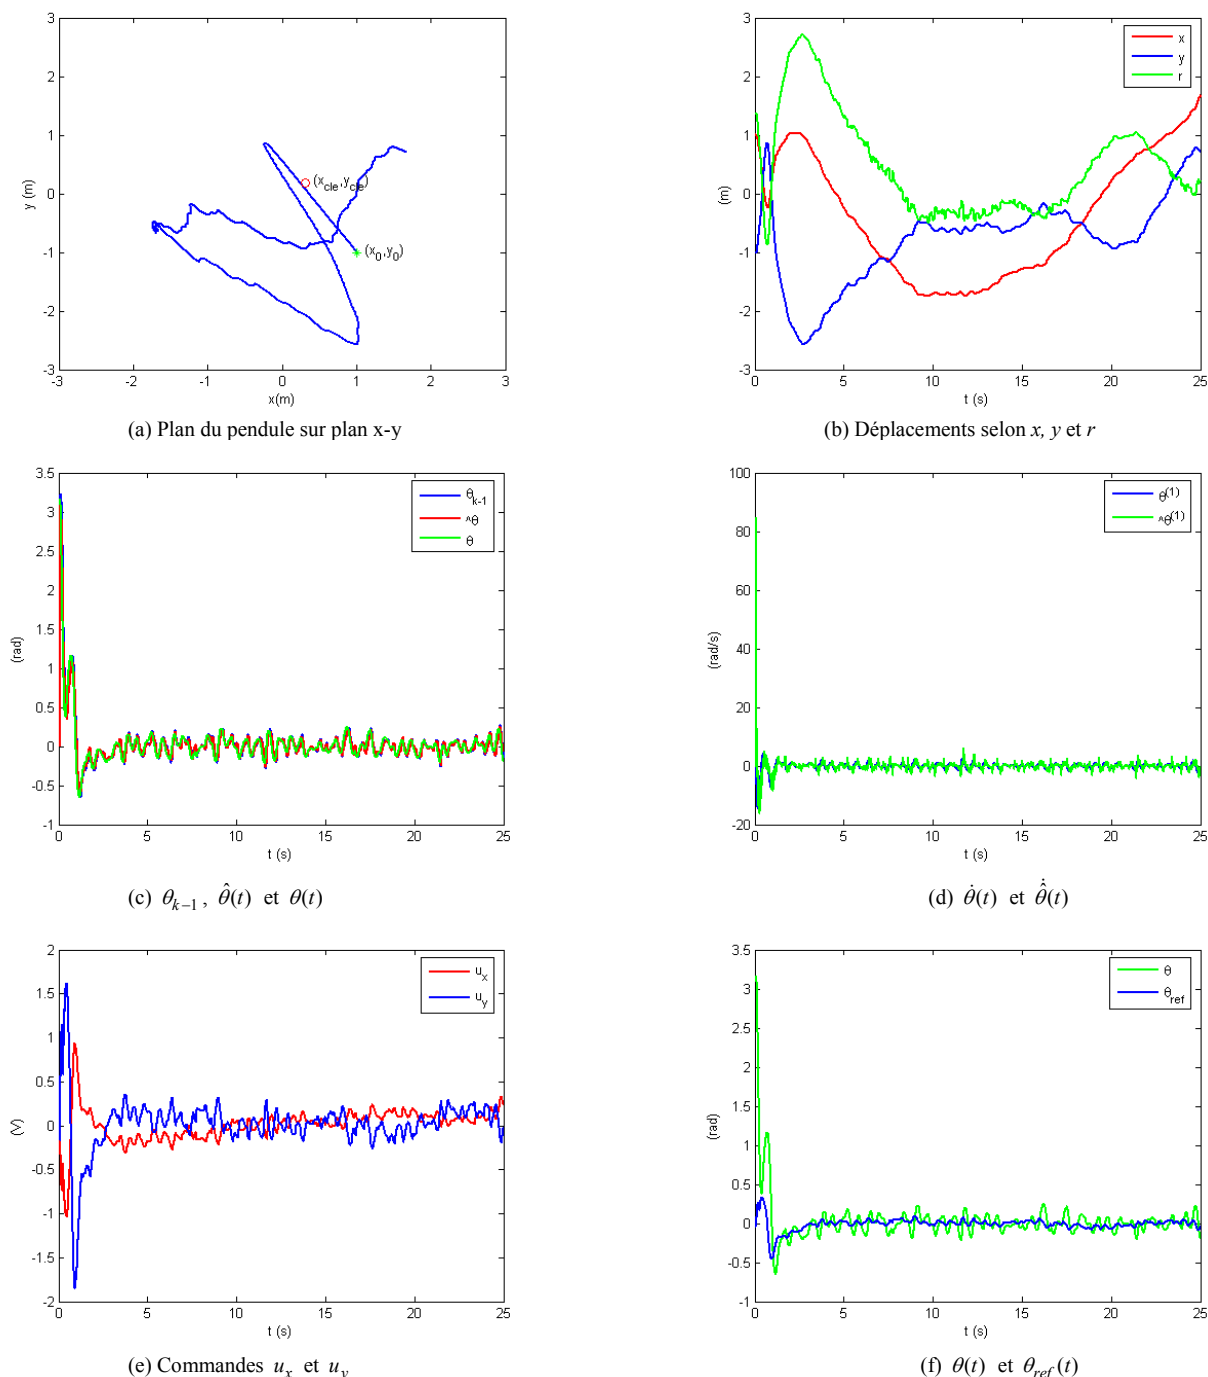 3
2
1
0
-1
-2
-3
y (m)
(x_cle,y_cle)
(x_0,y_0)
-3 -2 -1 0 1 2 3
x(m)
(a) Plan du pendule sur plan x-y
3
2
1
0
-1
-2
-3
(m)
x
y
r
0 5 10 15 20 25
t (s)
(b) Déplacements selon x, y et r
3.5
3
2.5
2
1.5
1
0.5
0
-0.5
-1
(rad)
θ_k-1
^θ
θ
0 5 10 15 20 25
t (s)
(c) θ_{k−1} , θ̂(t) et θ(t)
100
80
60
40
20
0
-20
(rad/s)
θ^(1)
^θ^(1)
0 5 10 15 20 25
t (s)
(d) θ̇(t) et θ̂̇(t)
2
1.5
1
0.5
0
-0.5
-1
-1.5
-2
(V)
u_x
u_y
0 5 10 15 20 25
t (s)
(e) Commandes u_x et u_y
3.5
3
2.5
2
1.5
1
0.5
0
-0.5
-1
(rad)
θ
θ_ref
0 5 10 15 20 25
t (s)
(f) θ(t) et θ_ref(t)